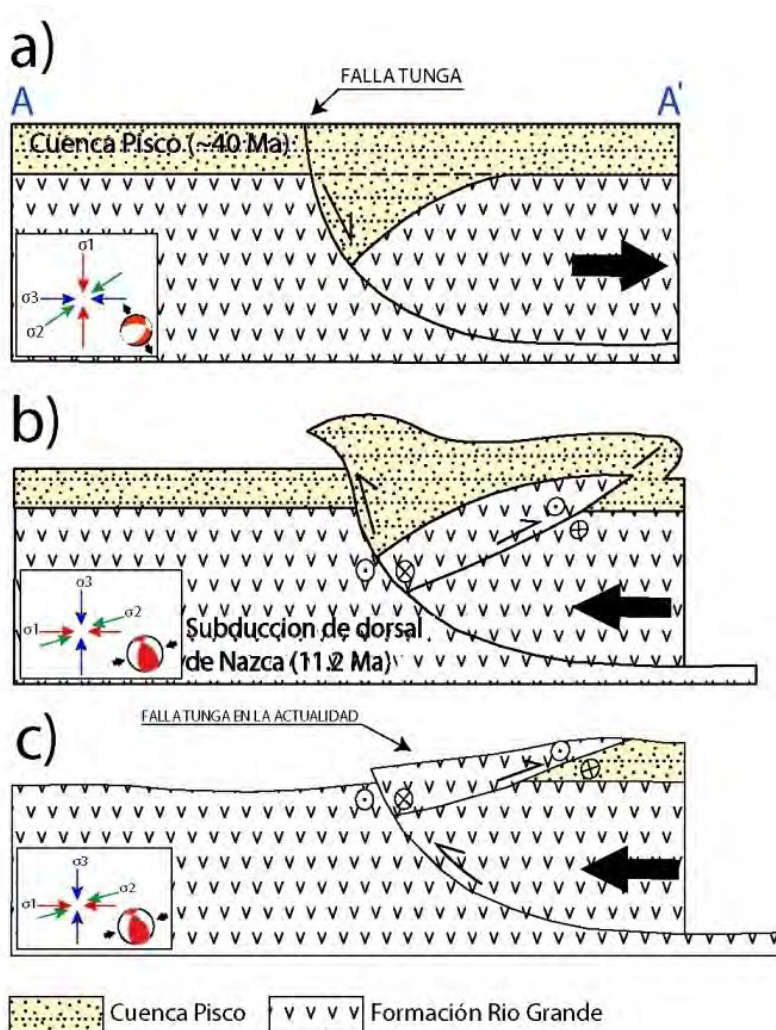 a)
FALLA TUNGA
A A'
Cuenca Pisco (~40 Ma)
σ1
σ3
σ2
b)
σ3
σ2
σ1
Subduccion de dorsal
de Nazca (11.2 Ma)
c)
FALLA TUNGA EN LA ACTUALIDAD
σ3
σ2
σ1
Cuenca Pisco Formación Rio Grande